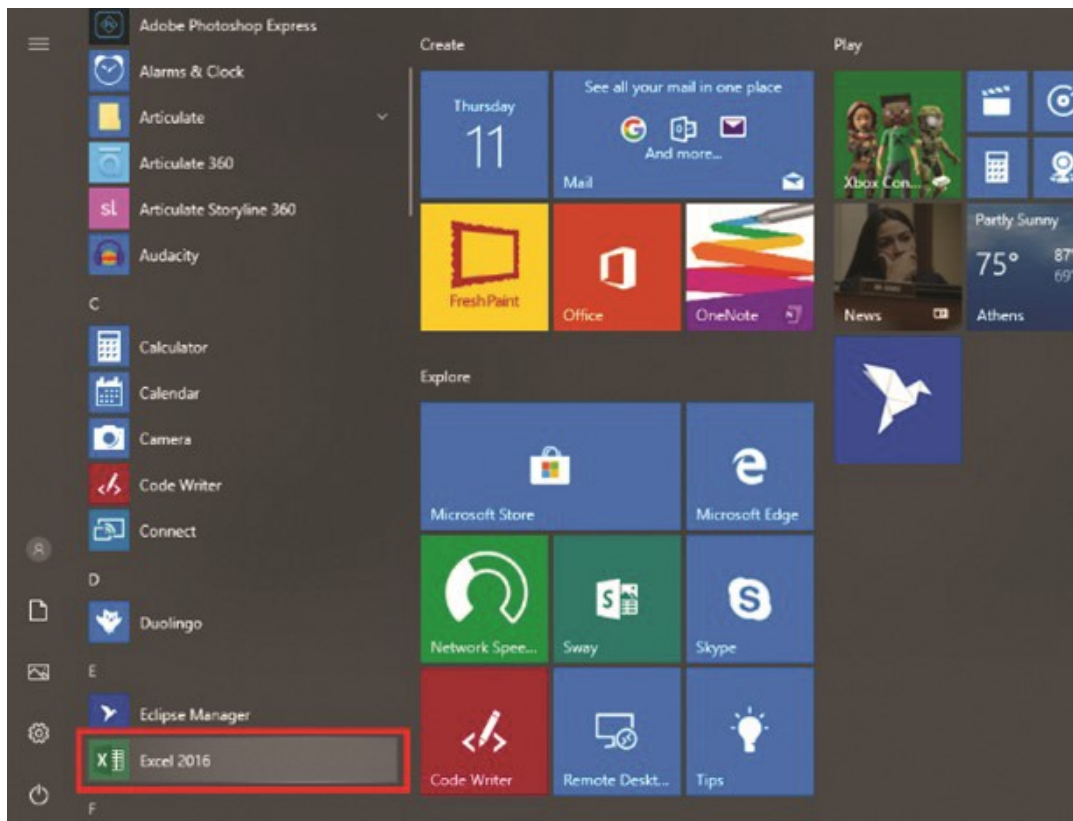 Adobe Photoshop Express
Alarms & Clock
Articulate
Articulate 360
sl
Articulate Storyline 360
Audacity
C
Calculator
Calendar
Camera
Code Writer
Connect
D
Duolingo
E
Eclipse Manager
Excel 2016
F
Create
Thursday
11
See all your mail in one place
And more...
Mail
FreshPaint
Office
OneNote
Explore
Microsoft Store
Microsoft Edge
Network Spee...
S
Sway
S
Skype
Code Writer
Remote Deskt...
Tips
Play
Xbox Con...
News
Partly Sunny
75°
87°
69°
Athens